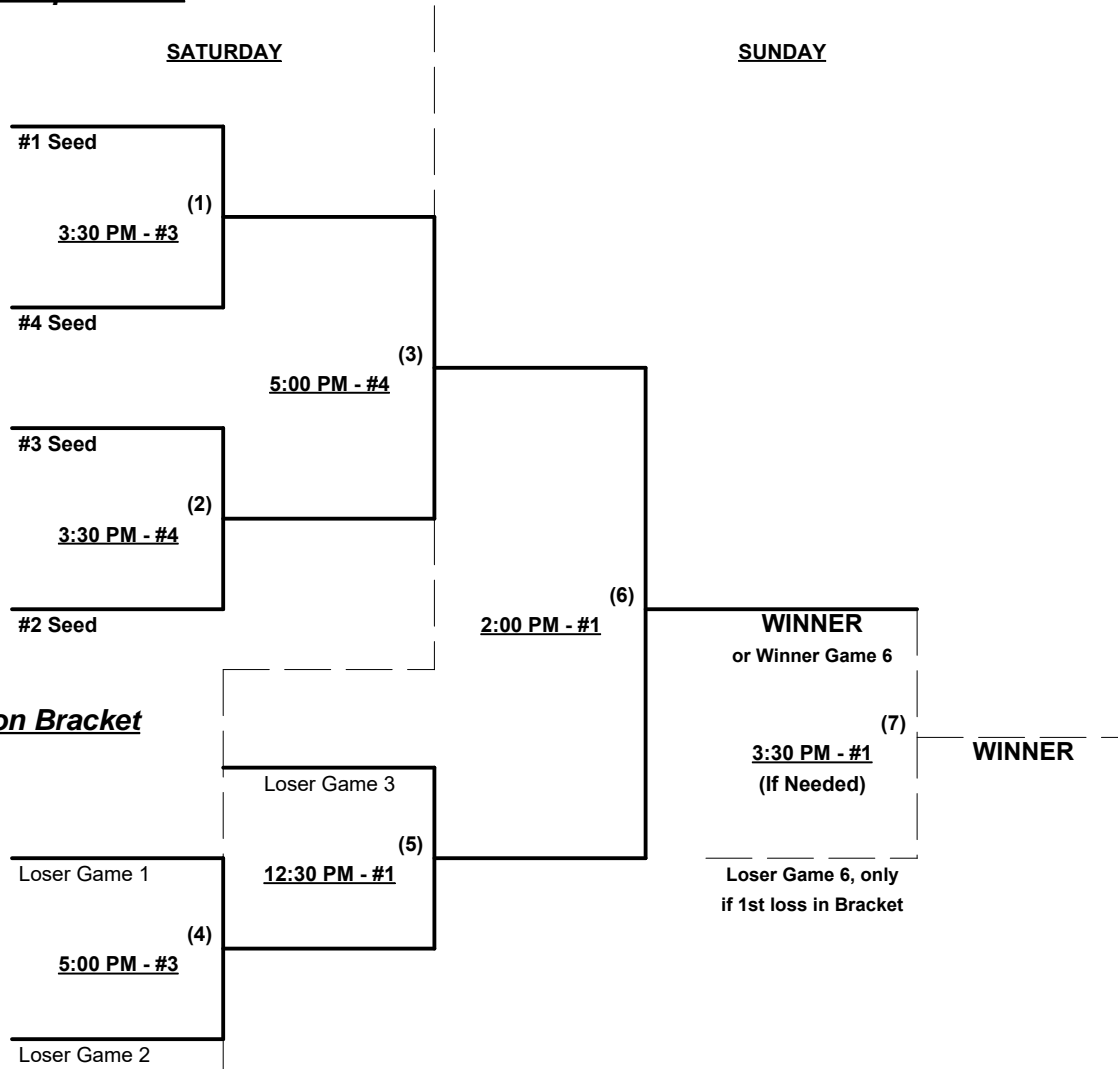 SATURDAY
SUNDAY
#1 Seed
(1)
3:30 PM - #3
#4 Seed
(3)
5:00 PM - #4
#3 Seed
(2)
3:30 PM - #4
#2 Seed
(6)
2:00 PM - #1
WINNER
or Winner Game 6
on Bracket
(7)
3:30 PM - #1
(If Needed)
WINNER
Loser Game 3
(5)
12:30 PM - #1
Loser Game 1
Loser Game 6, only
if 1st loss in Bracket
(4)
5:00 PM - #3
Loser Game 2